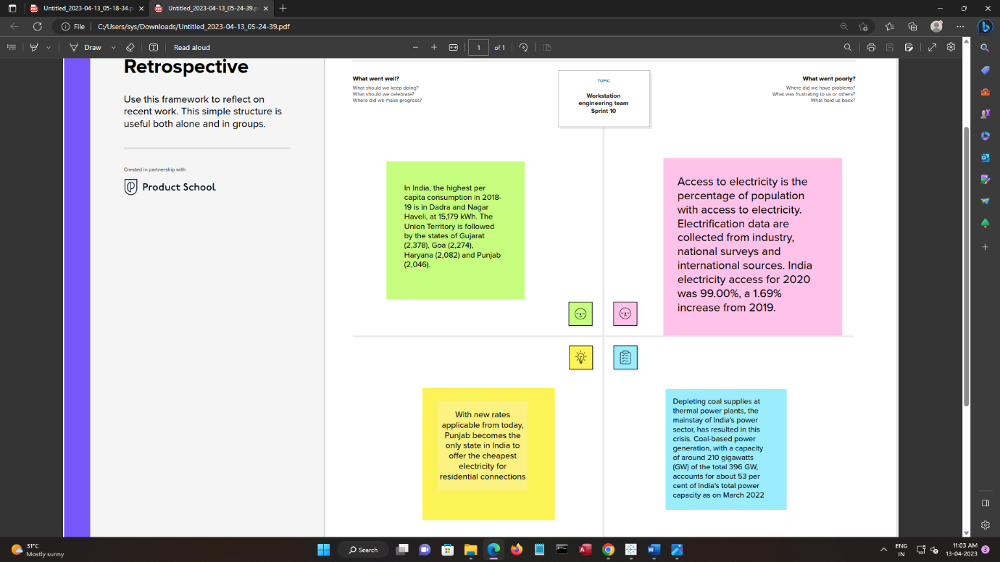 Untitled_2023-04-13_05-18-34.p
Untitled_2023-04-13_05-24-39.p
File
C:/Users/sys/Downloads/Untitled_2023-04-13_05-24-39.pdf
Draw
Read aloud
1
of 1
Retrospective
Use this framework to reflect on
recent work. This simple structure is
useful both alone and in groups.
Created in partnership with
Product School
What went well?
What should we keep doing?
What should we celebrate?
Where did we make progress?
TOPIC
Workstation
engineering team
Sprint 10
What went poorly?
Where did we have problems?
What was frustrating to us or others?
What held us back?
In India, the highest per
capita consumption in 2018-
19 is in Dadra and Nagar
Haveli, at 15,179 kWh. The
Union Territory is followed
by the states of Gujarat
(2,378), Goa (2,274),
Haryana (2,082) and Punjab
(2,046).
Access to electricity is the
percentage of population
with access to electricity.
Electrification data are
collected from industry,
national surveys and
international sources. India
electricity access for 2020
was 99.00%, a 1.69%
increase from 2019.
With new rates
applicable from today,
Punjab becomes the
only state in India to
offer the cheapest
electricity for
residential connections
Depleting coal supplies at
thermal power plants, the
mainstay of India's power
sector, has resulted in this
crisis. Coal-based power
generation, with a capacity
of around 210 gigawatts
(GW) of the total 396 GW,
accounts for about 53 per
cent of India's total power
capacity as on March 2022
31°C
Mostly sunny
Search
ENG
IN
11:03 AM
13-04-2023
3